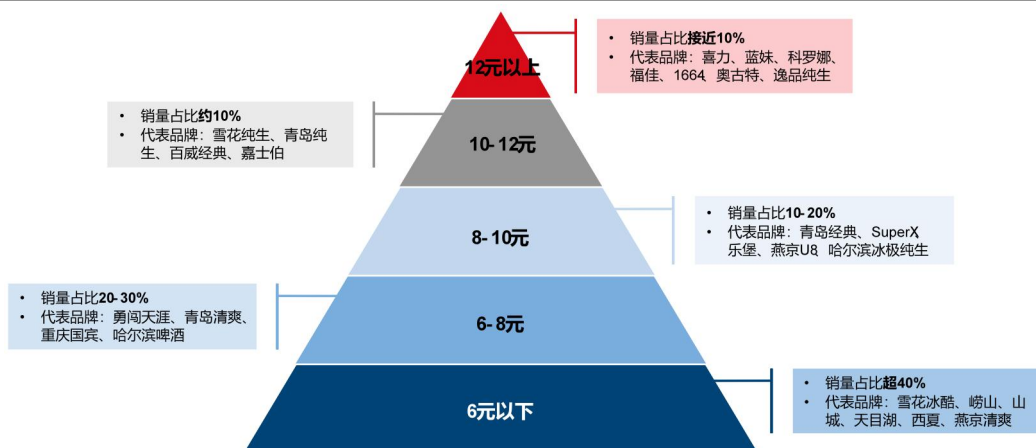 12元以上
• 销量占比接近10%
• 代表品牌：喜力、蓝妹、科罗娜、
福佳、1664、奥古特、逸品纯生
• 销量占比约10%
• 代表品牌：雪花纯生、青岛纯
生、百威经典、嘉士伯
10-12元
8-10元
• 销量占比10-20%
• 代表品牌：青岛经典、SuperX、
乐堡、燕京U8、哈尔滨冰极纯生
• 销量占比20-30%
• 代表品牌：勇闯天涯、青岛清爽、
重庆国宾、哈尔滨啤酒
6-8元
6元以下
• 销量占比超40%
• 代表品牌：雪花冰酷、崂山、山
城、天目湖、西夏、燕京清爽